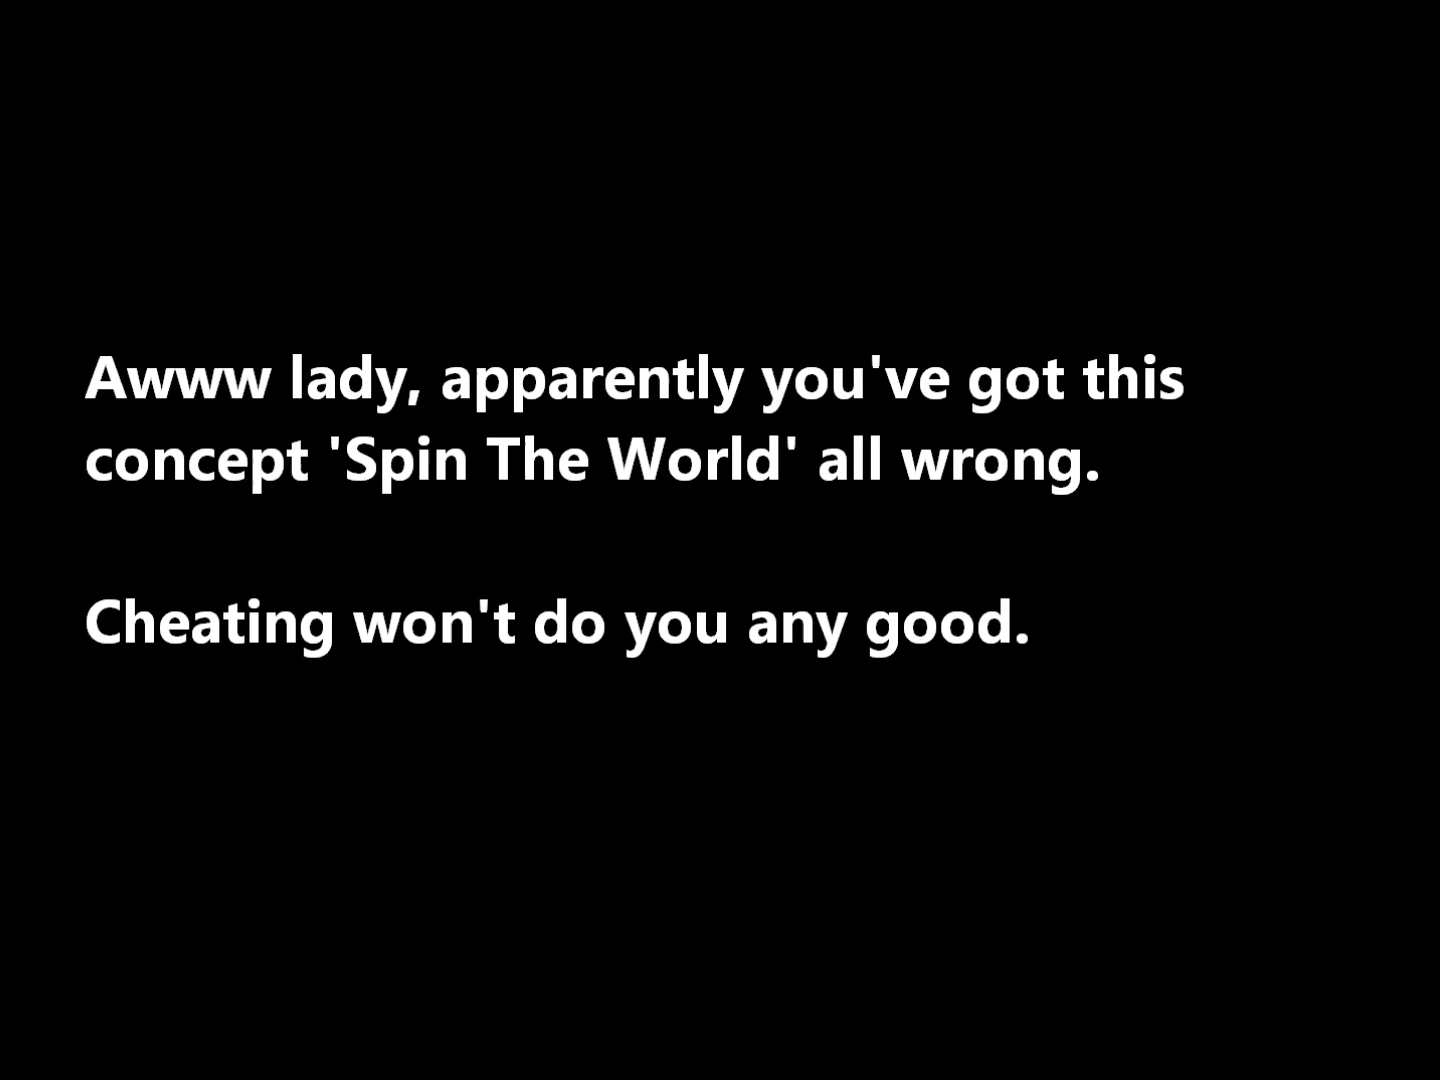 Awww lady, apparently you've got this
concept 'Spin The World' all wrong.
Cheating won't do you any good.